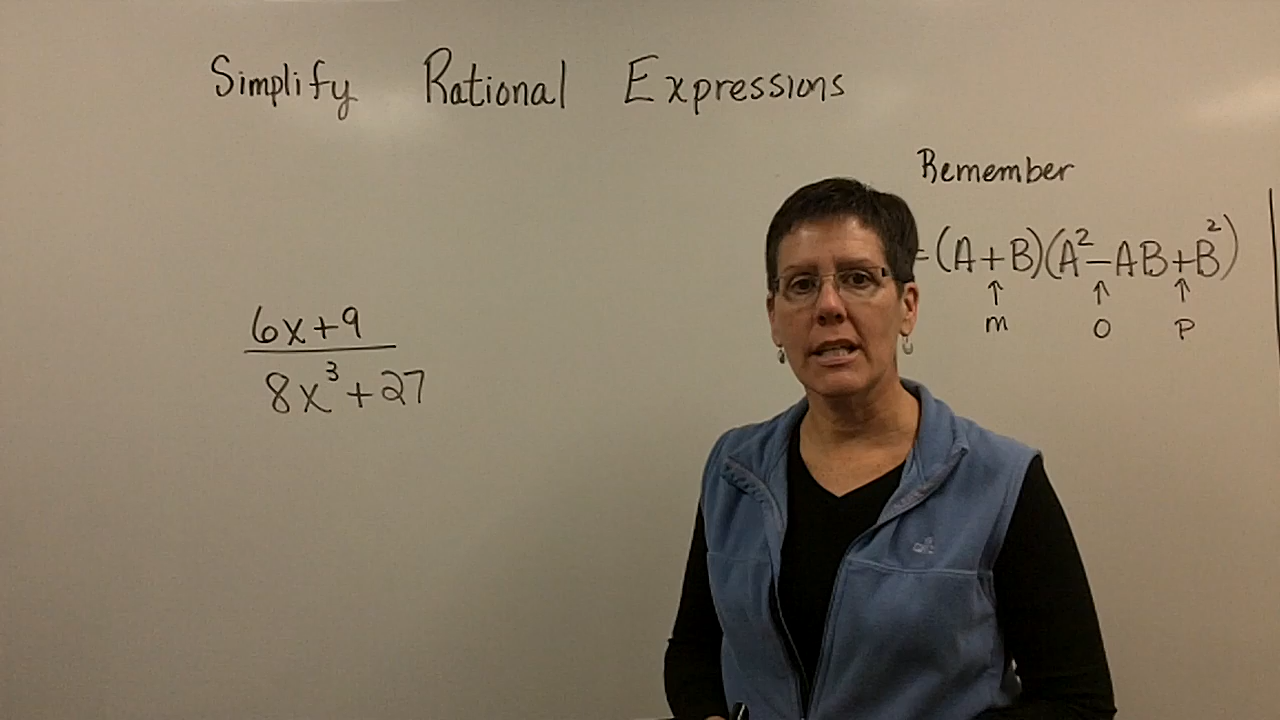 Simplify Rational Expressions
Remember
= (A+B)(A²-AB+B²)
↑ ↑ ↑
m O P
6x+9
8x³+27